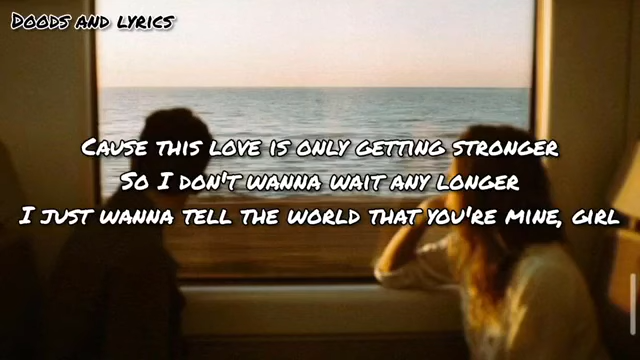 Doods and lyrics
Cause this love is only getting stronger
So I don't wanna wait any longer
I just wanna tell the world that you're mine, girl